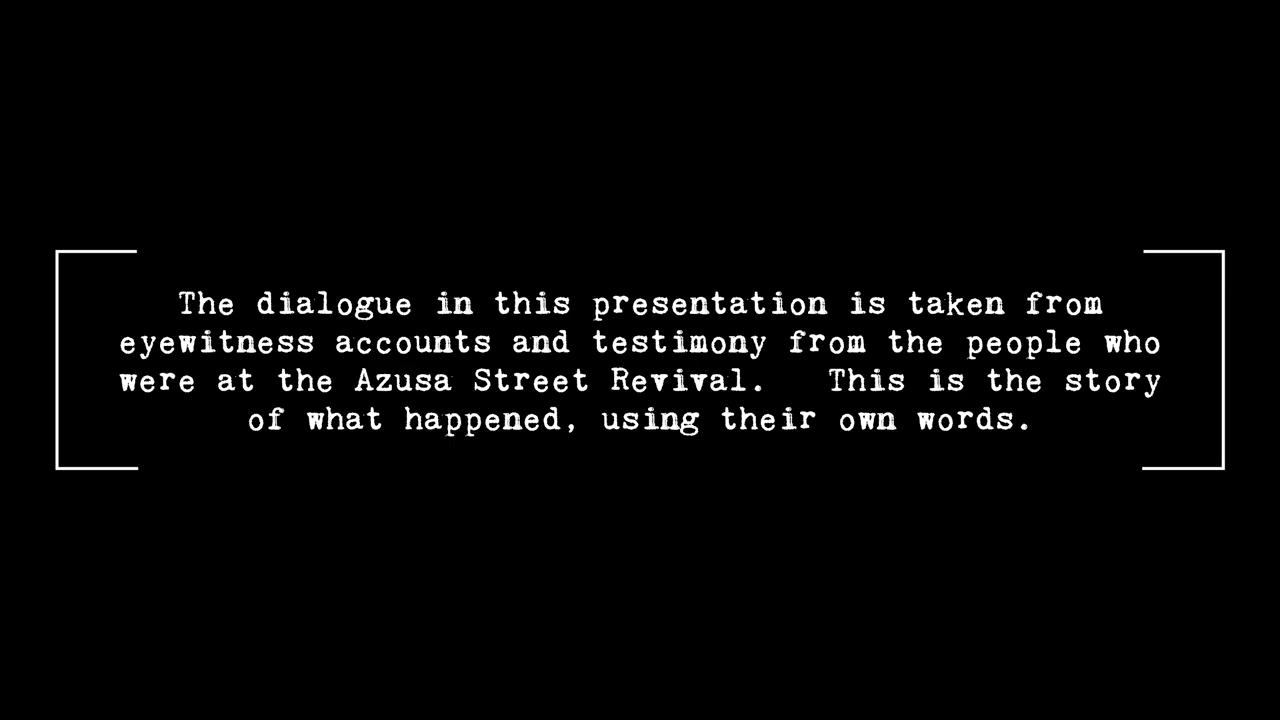 The dialogue in this presentation is taken from
eyewitness accounts and testimony from the people who
were at the Azusa Street Revival.   This is the story
of what happened, using their own words.